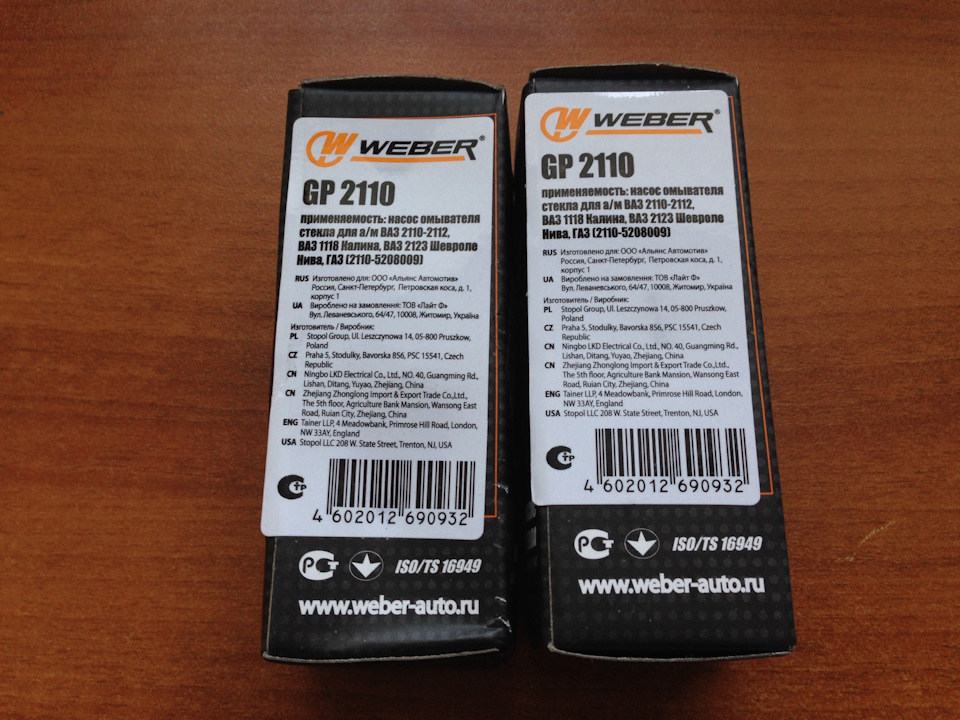 WEBER®
GP 2110
применяемость: насос омывателя
стекла для а/м ВАЗ 2110-2112,
ВАЗ 1118 Калина, ВАЗ 2123 Шевроле
Нива, ГАЗ (2110-5208009)
RUS Изготовлено для: ООО «Альянс Автомотив»
Россия, Санкт-Петербург, Петровская коса, д. 1,
корпус 1
UA Вироблено на замовлення: ТОВ «Лайт Ф»
Вул. Леваневського, 64/47, 10008, Житомир, Україна
Изготовитель / Виробник:
PL Stopol Group, Ul. Leszczynowa 14, 05-800 Pruszkow,
Poland
CZ Praha 5, Stodulky, Bavorska 856, PSC 15541, Czech
Republic
CN Ningbo LKD Electrical Co., Ltd., NO. 40, Guangming Rd.,
Lishan, Ditang, Yuyao, Zhejiang, China
CN Zhejiang Zhonglong Import & Export Trade Co.,Ltd.,
The 5th floor, Agriculture Bank Mansion, Wansong East
Road, Ruian City, Zhejiang, China
ENG Tainer LLP, 4 Meadowbank, Primrose Hill Road, London,
NW 33AY, England
USA Stopol LLC 208 W. State Street, Trenton, NJ, USA
4 602012 690932
ISO/TS 16949
www.weber-auto.ru
WEBER®
GP 2110
применяемость: насос омывателя
стекла для а/м ВАЗ 2110-2112,
ВАЗ 1118 Калина, ВАЗ 2123 Шевроле
Нива, ГАЗ (2110-5208009)
RUS Изготовлено для: ООО «Альянс Автомотив»
Россия, Санкт-Петербург, Петровская коса, д. 1,
корпус 1
UA Вироблено на замовлення: ТОВ «Лайт Ф»
Вул. Леваневського, 64/47, 10008, Житомир, Україна
Изготовитель / Виробник:
PL Stopol Group, Ul. Leszczynowa 14, 05-800 Pruszkow,
Poland
CZ Praha 5, Stodulky, Bavorska 856, PSC 15541, Czech
Republic
CN Ningbo LKD Electrical Co., Ltd., NO. 40, Guangming Rd.,
Lishan, Ditang, Yuyao, Zhejiang, China
CN Zhejiang Zhonglong Import & Export Trade Co.,Ltd.,
The 5th floor, Agriculture Bank Mansion, Wansong East
Road, Ruian City, Zhejiang, China
ENG Tainer LLP, 4 Meadowbank, Primrose Hill Road, London,
NW 33AY, England
USA Stopol LLC 208 W. State Street, Trenton, NJ, USA
4 602012 690932
ISO/TS 16949
www.weber-auto.ru